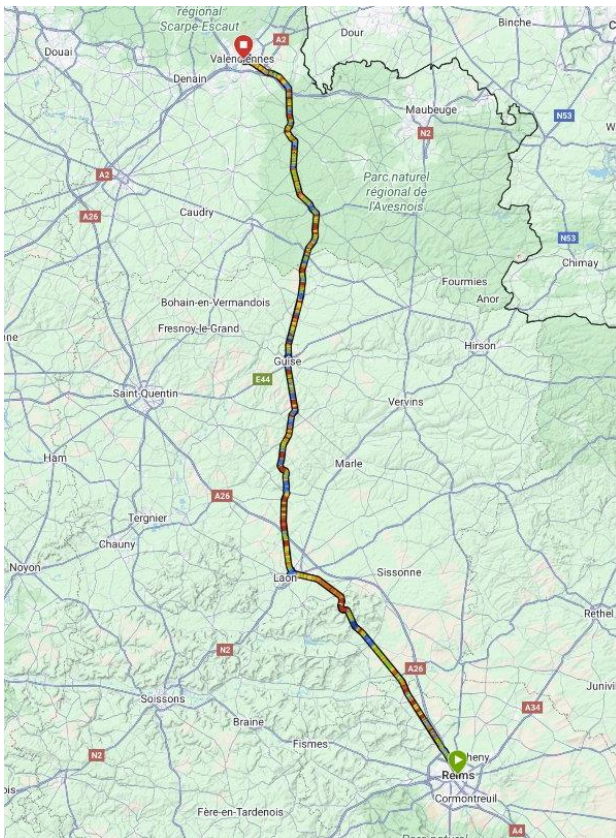 régional
Scarpe-Escaut
Douai
A2
Dour
Binche
Valenciennes
Denain
Maubeuge
N53
N2
A2
Parc naturel
régional de
l'Avesnois
A26
Caudry
N53
Chimay
Fourmies
Anor
Bohain-en-Vermandois
Fresnoy-le-Grand
Hirson
Guise
E44
Saint-Quentin
Vervins
Ham
Marle
A26
Tergnier
Chauny
Noyon
Laon
Sissonne
Rethel
N2
A26
Soissons
Junivi
A34
Braine
Fismes
N2
heny
Reims
Cormontreuil
Fère-en-Tardenois
A4